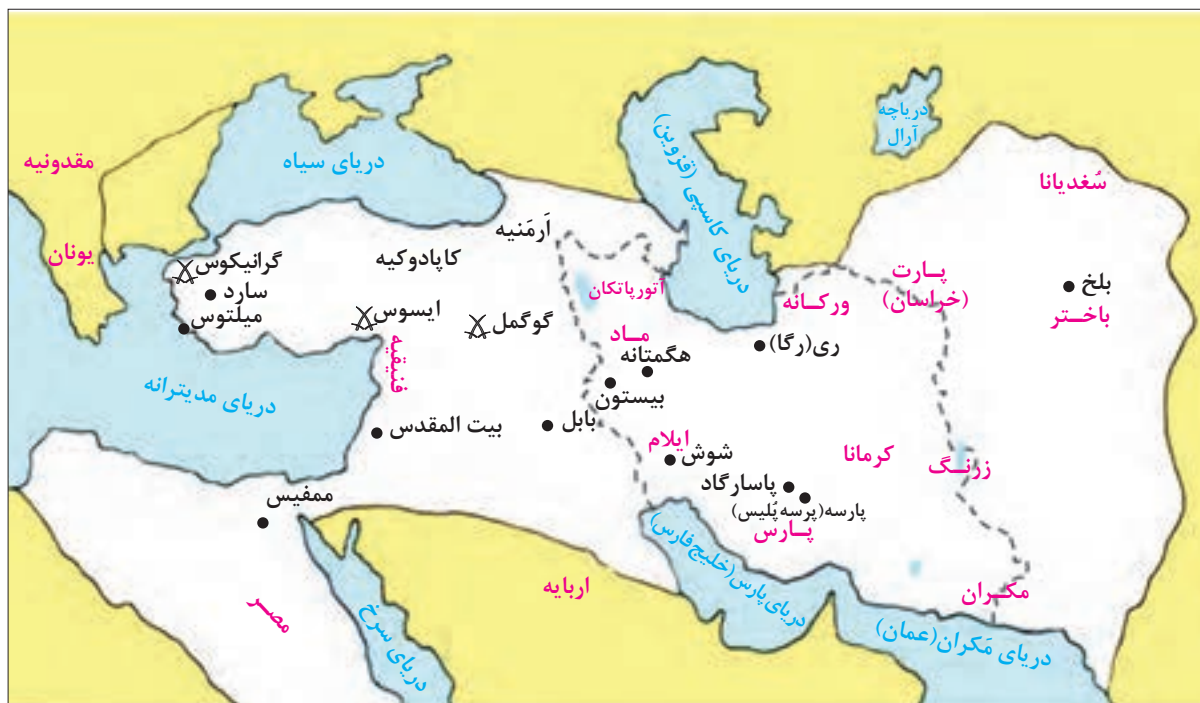 دریاچه
آرال
مقدونیه
دریای سیاه
دریای کاسپی (قزوین)
سُغدیانا
یونان
اَرمَنیه
گرانیکوس
کاپادوکیه
آتورپاتکان
ورکـانه
پـارت
(خراسان)
بلخ
باخـتر
سارد
میلتوس
ایسوس
گوگمل
مـاد
ری(رگا)
هگمتانه
فنیقیه
دریای مدیترانه
بیستون
بیت المقدس
بابل
ایلام
شوش
کرمانا
زرنـگ
پاسارگاد
پارسه(پرسه پُلیس)
پـارس
ممفیس
مصـر
دریای سرخ
اربایه
دریای پارس(خلیج فارس)
مکـران
دریای مَکران(عمان)